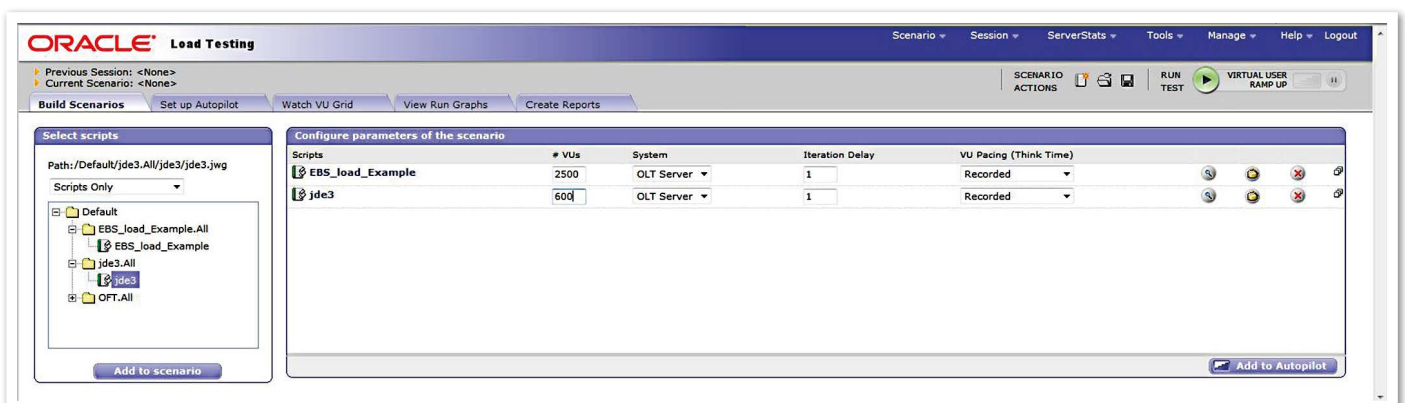 ORACLE Load Testing
Scenario Session ServerStats Tools Manage Help Logout
Previous Session: <None>
Current Scenario: <None>
SCENARIO ACTIONS
RUN TEST
VIRTUAL USER RAMP UP
Build Scenarios Set up Autopilot Watch VU Grid View Run Graphs Create Reports
Select scripts
Path:/Default/jde3.All/jde3/jde3.jwg
Scripts Only
Default
EBS_load_Example.All
EBS_load_Example
jde3.All
jde3
OFT.All
Add to scenario
Configure parameters of the scenario
Scripts # VUs System Iteration Delay VU Pacing (Think Time)
EBS_load_Example 2500 OLT Server 1 Recorded
jde3 600 OLT Server 1 Recorded
Add to Autopilot